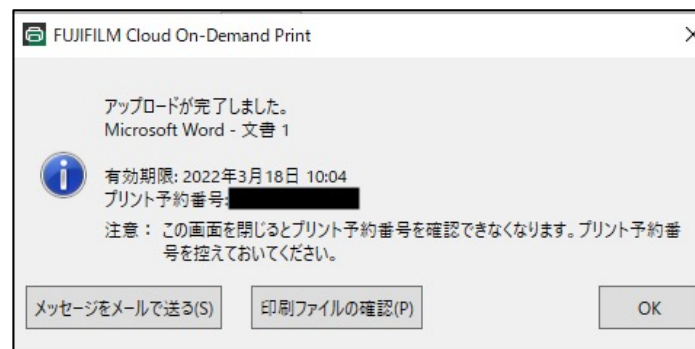 FUJIFILM Cloud On-Demand Print
アップロードが完了しました。
Microsoft Word - 文書 1
有効期限: 2022年3月18日 10:04
プリント予約番号:
注意： この画面を閉じるとプリント予約番号を確認できなくなります。プリント予約番
号を控えておいてください。
メッセージをメールで送る(S)
印刷ファイルの確認(P)
OK